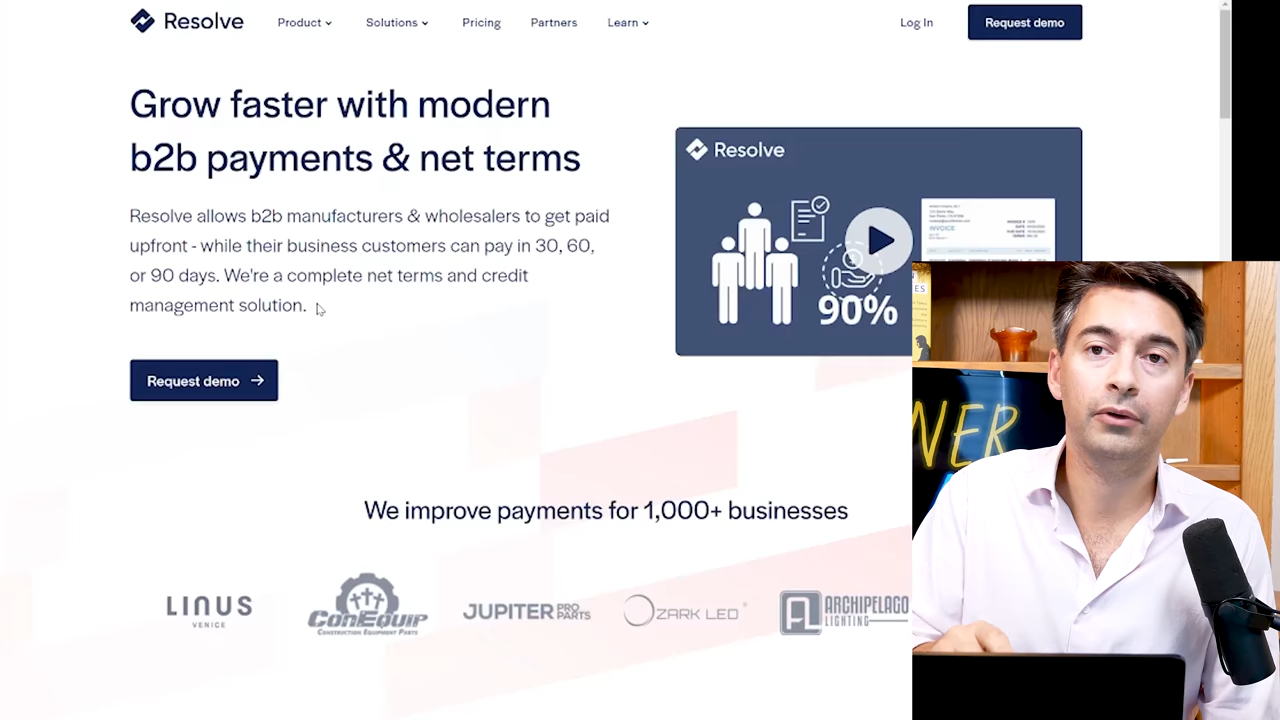 Resolve
Product
Solutions
Pricing
Partners
Learn
Log In
Request demo
Grow faster with modern
b2b payments & net terms
Resolve allows b2b manufacturers & wholesalers to get paid
upfront - while their business customers can pay in 30, 60,
or 90 days. We're a complete net terms and credit
management solution.
Request demo
Resolve
INVOICE
90%
NER
We improve payments for 1,000+ businesses
LINUS
VENICE
CONEQUIP
CONSTRUCTION EQUIPMENT PARTS
JUPITER PRO PARTS
OZARK LED
AL ARCHIPELAGO
LIGHTING